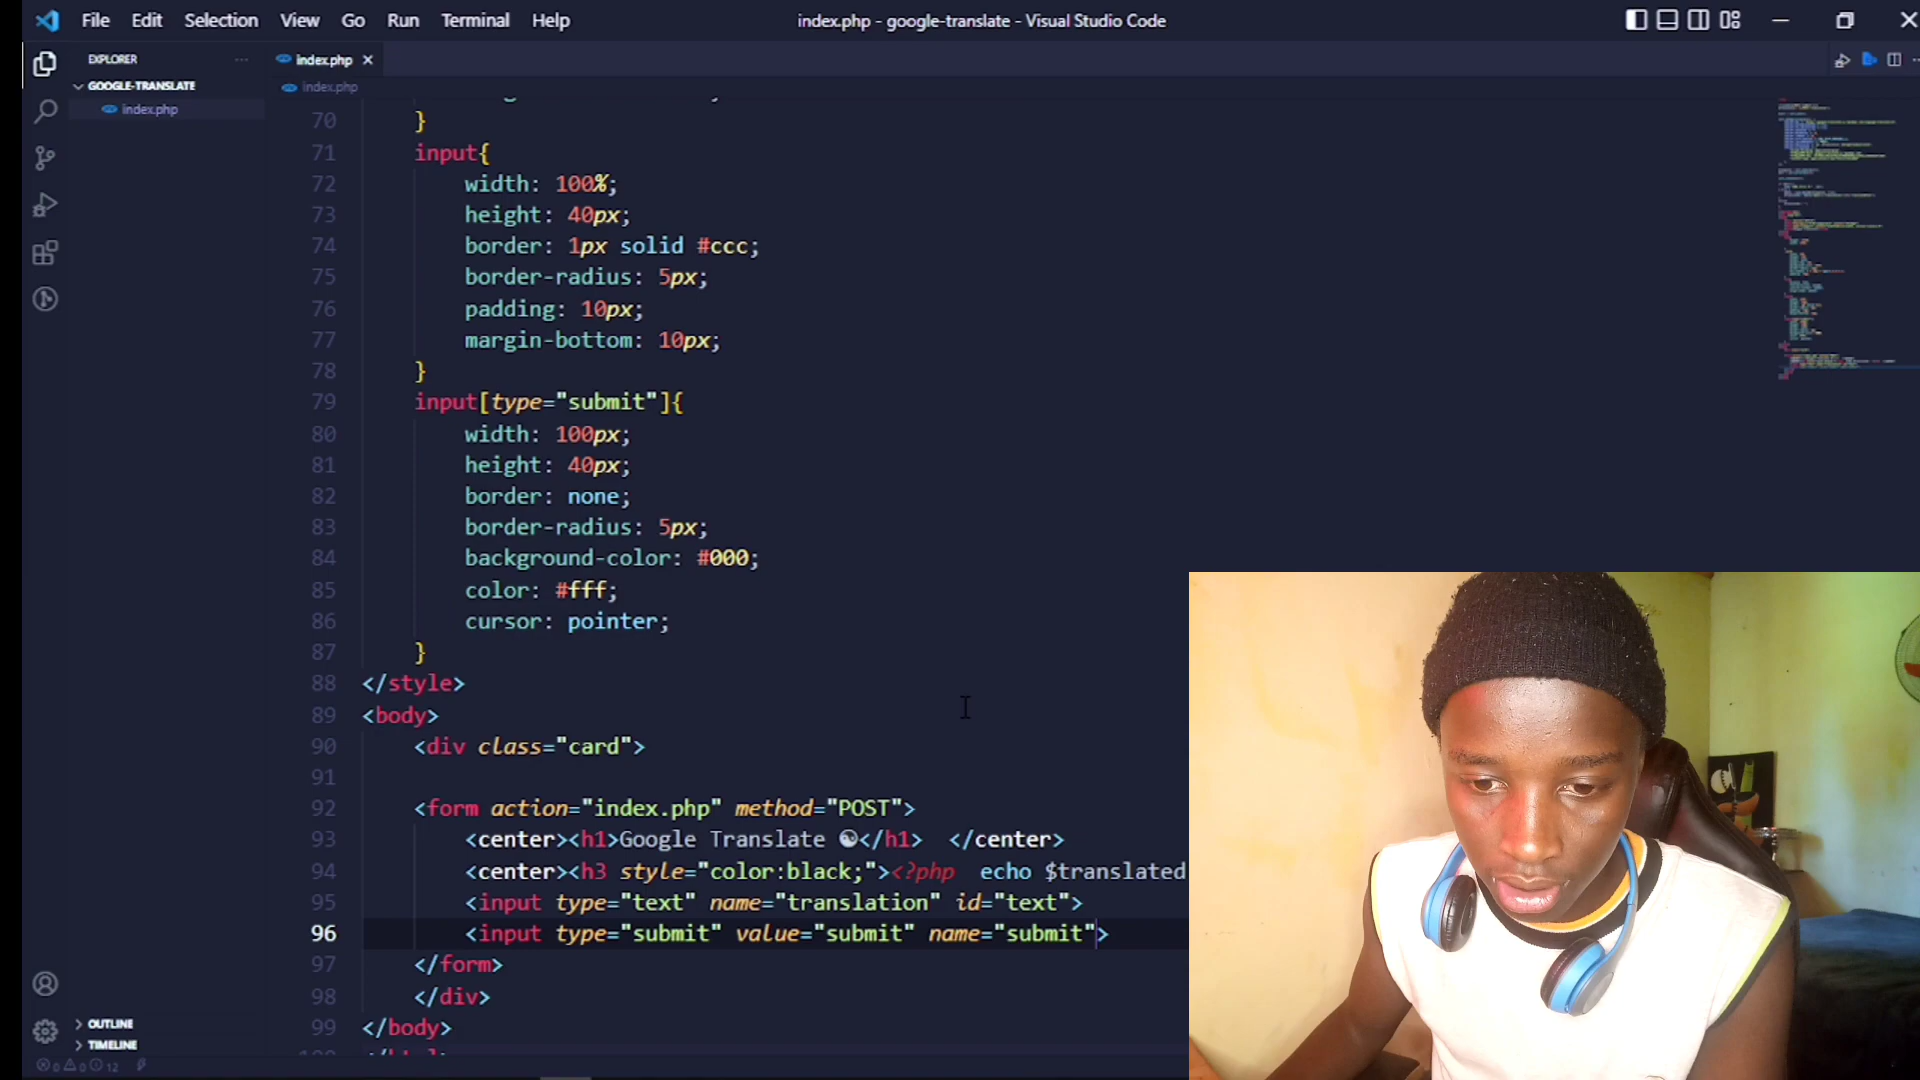 File Edit Selection View Go Run Terminal Help
index.php - google-translate - Visual Studio Code
EXPLORER
index.php
GOOGLE-TRANSLATE
index.php
index.php
70 }
71 input{
72 width: 100%;
73 height: 40px;
74 border: 1px solid #ccc;
75 border-radius: 5px;
76 padding: 10px;
77 margin-bottom: 10px;
78 }
79 input[type="submit"]{
80 width: 100px;
81 height: 40px;
82 border: none;
83 border-radius: 5px;
84 background-color: #000;
85 color: #fff;
86 cursor: pointer;
87 }
88 </style>
89 <body>
90 <div class="card">
91
92 <form action="index.php" method="POST">
93 <center><h1>Google Translate ☯</h1> </center>
94 <center><h3 style="color:black;"><?php echo $translated
95 <input type="text" name="translation" id="text">
96 <input type="submit" value="submit" name="submit">
97 </form>
98 </div>
99 </body>
OUTLINE
TIMELINE
0 0 12